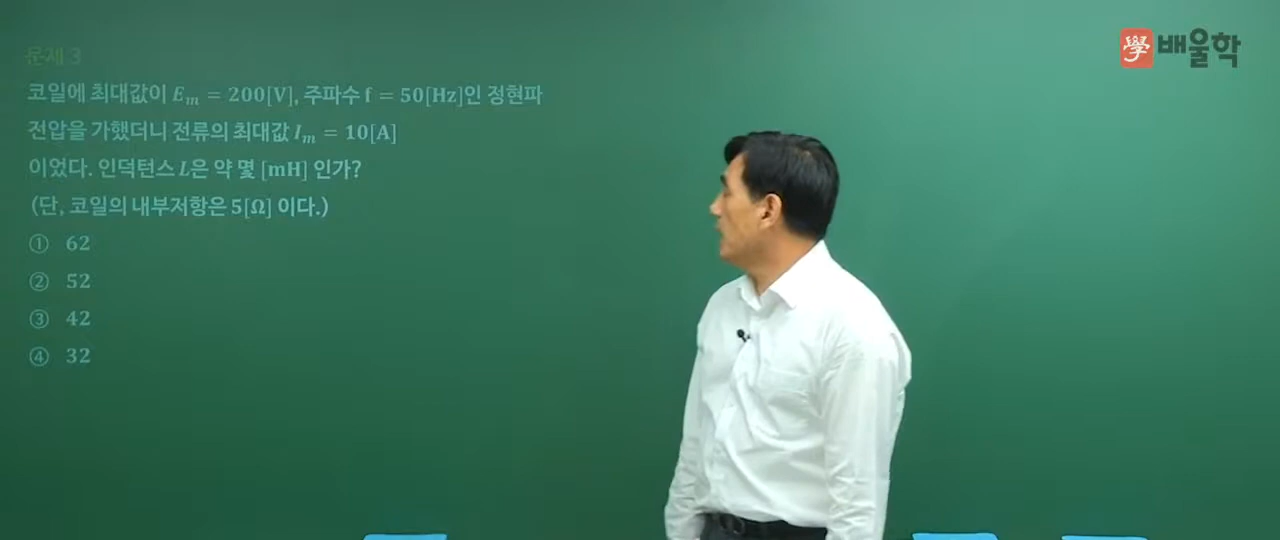 學 배울학
문제 3
코일에 최대값이 Eₘ = 200[V], 주파수 f = 50[Hz]인 정현파
전압을 가했더니 전류의 최대값 Iₘ = 10[A]
이었다. 인덕턴스 L은 약 몇 [mH] 인가?
(단, 코일의 내부저항은 5[Ω] 이다.)
① 62
② 52
③ 42
④ 32